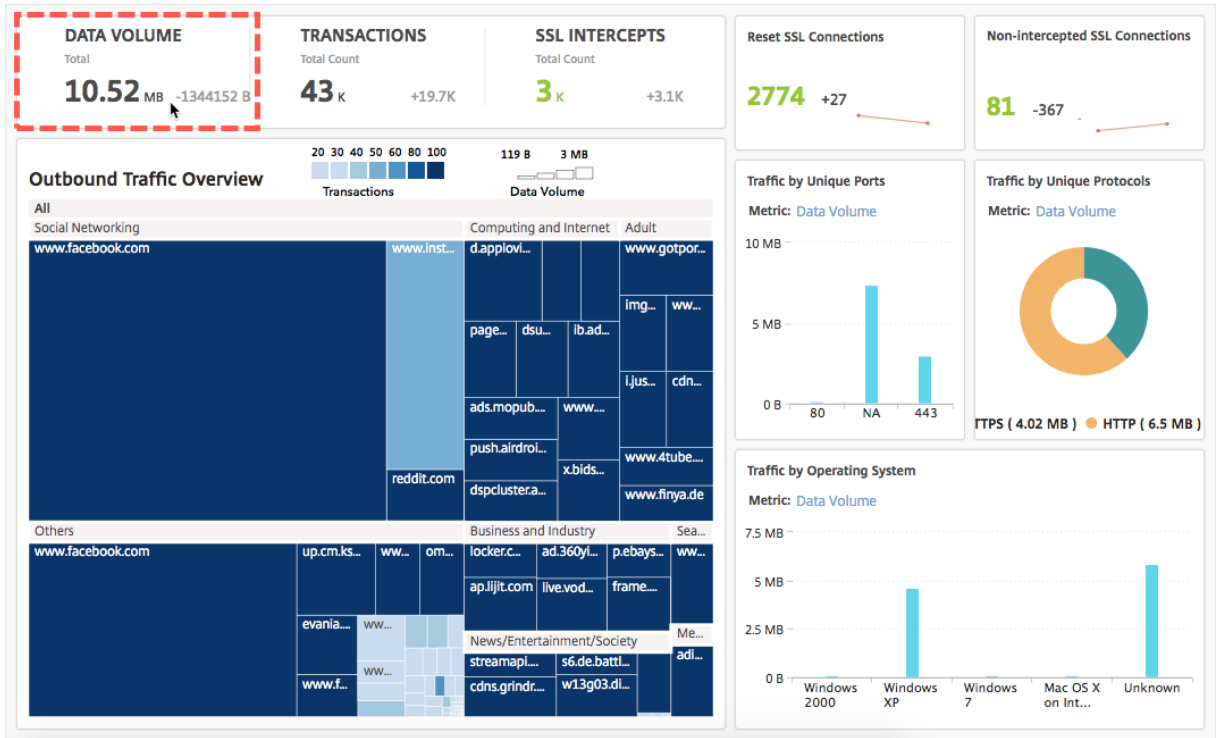 DATA VOLUME
Total
10.52 MB -1344152 B
TRANSACTIONS
Total Count
43 K +19.7K
SSL INTERCEPTS
Total Count
3 K +3.1K
Reset SSL Connections
2774 +27
Non-intercepted SSL Connections
81 -367
Outbound Traffic Overview
20 30 40 50 60 80 100
Transactions
119 B 3 MB
Data Volume
All
Social Networking
www.facebook.com
www.inst...
reddit.com
Computing and Internet
d.applovi...
page...
dsu...
ib.ad...
ads.mopub...
www....
push.airdroi...
x.bids...
dspcluster.a...
Adult
www.gotpor...
img...
ww...
i.jus...
cdn...
www.4tube....
www.finya.de
Others
www.facebook.com
up.cm.ks...
ww...
om...
evania....
ww...
ww...
www.f...
Business and Industry
locker.c...
ad.360yi...
p.ebays...
ap.lijit.com
live.vod...
frame....
Sea...
ww...
News/Entertainment/Society
streamapi....
s6.de.battl...
cdns.grindr....
w13g03.di...
Me...
adi...
Traffic by Unique Ports
Metric: Data Volume
10 MB
5 MB
0 B
80 NA 443
Traffic by Unique Protocols
Metric: Data Volume
TTPS ( 4.02 MB ) HTTP ( 6.5 MB )
Traffic by Operating System
Metric: Data Volume
7.5 MB
5 MB
2.5 MB
0 B
Windows
2000
Windows
XP
Windows
7
Mac OS X
on Int...
Unknown